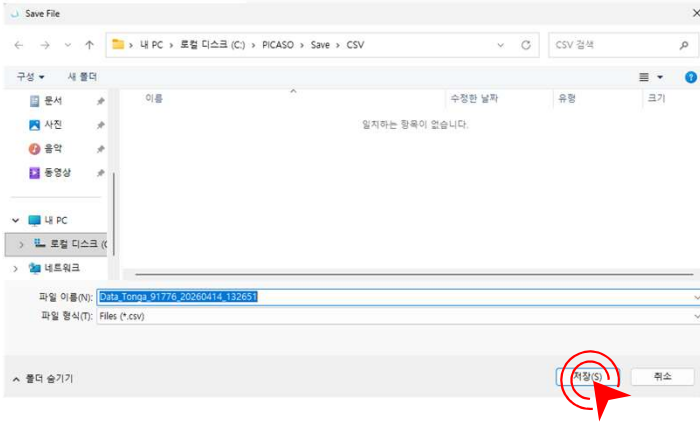 Save File
내 PC > 로컬 디스크 (C:) > PICASO > Save > CSV
CSV 검색
구성 새 폴더
이름 수정한 날짜 유형 크기
일치하는 항목이 없습니다.
문서
사진
음악
동영상
내 PC
로컬 디스크 (C
네트워크
파일 이름(N): Data_Tonga_91776_20260414_132651
파일 형식(T): Files (*.csv)
폴더 숨기기
저장(S) 취소